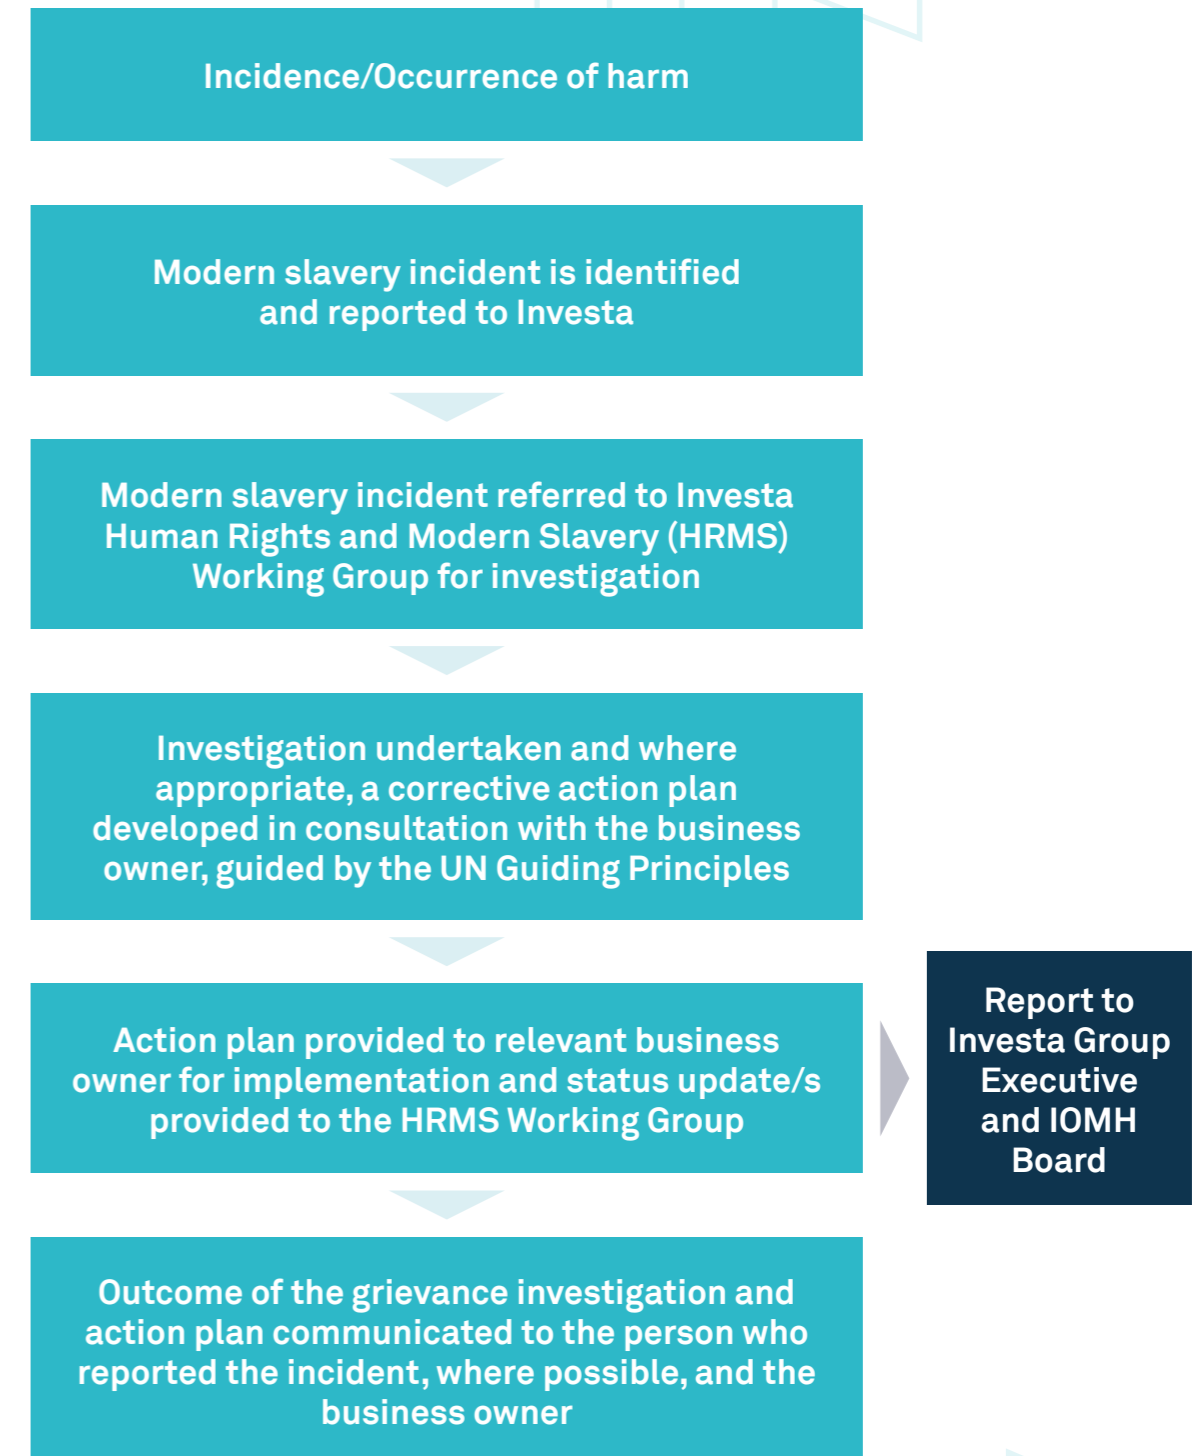 Incidence/Occurrence of harm
Modern slavery incident is identified
and reported to Investa
Modern slavery incident referred to Investa
Human Rights and Modern Slavery (HRMS)
Working Group for investigation
Investigation undertaken and where
appropriate, a corrective action plan
developed in consultation with the business
owner, guided by the UN Guiding Principles
Action plan provided to relevant business
owner for implementation and status update/s
provided to the HRMS Working Group
Report to
Investa Group
Executive
and IOMH
Board
Outcome of the grievance investigation and
action plan communicated to the person who
reported the incident, where possible, and the
business owner